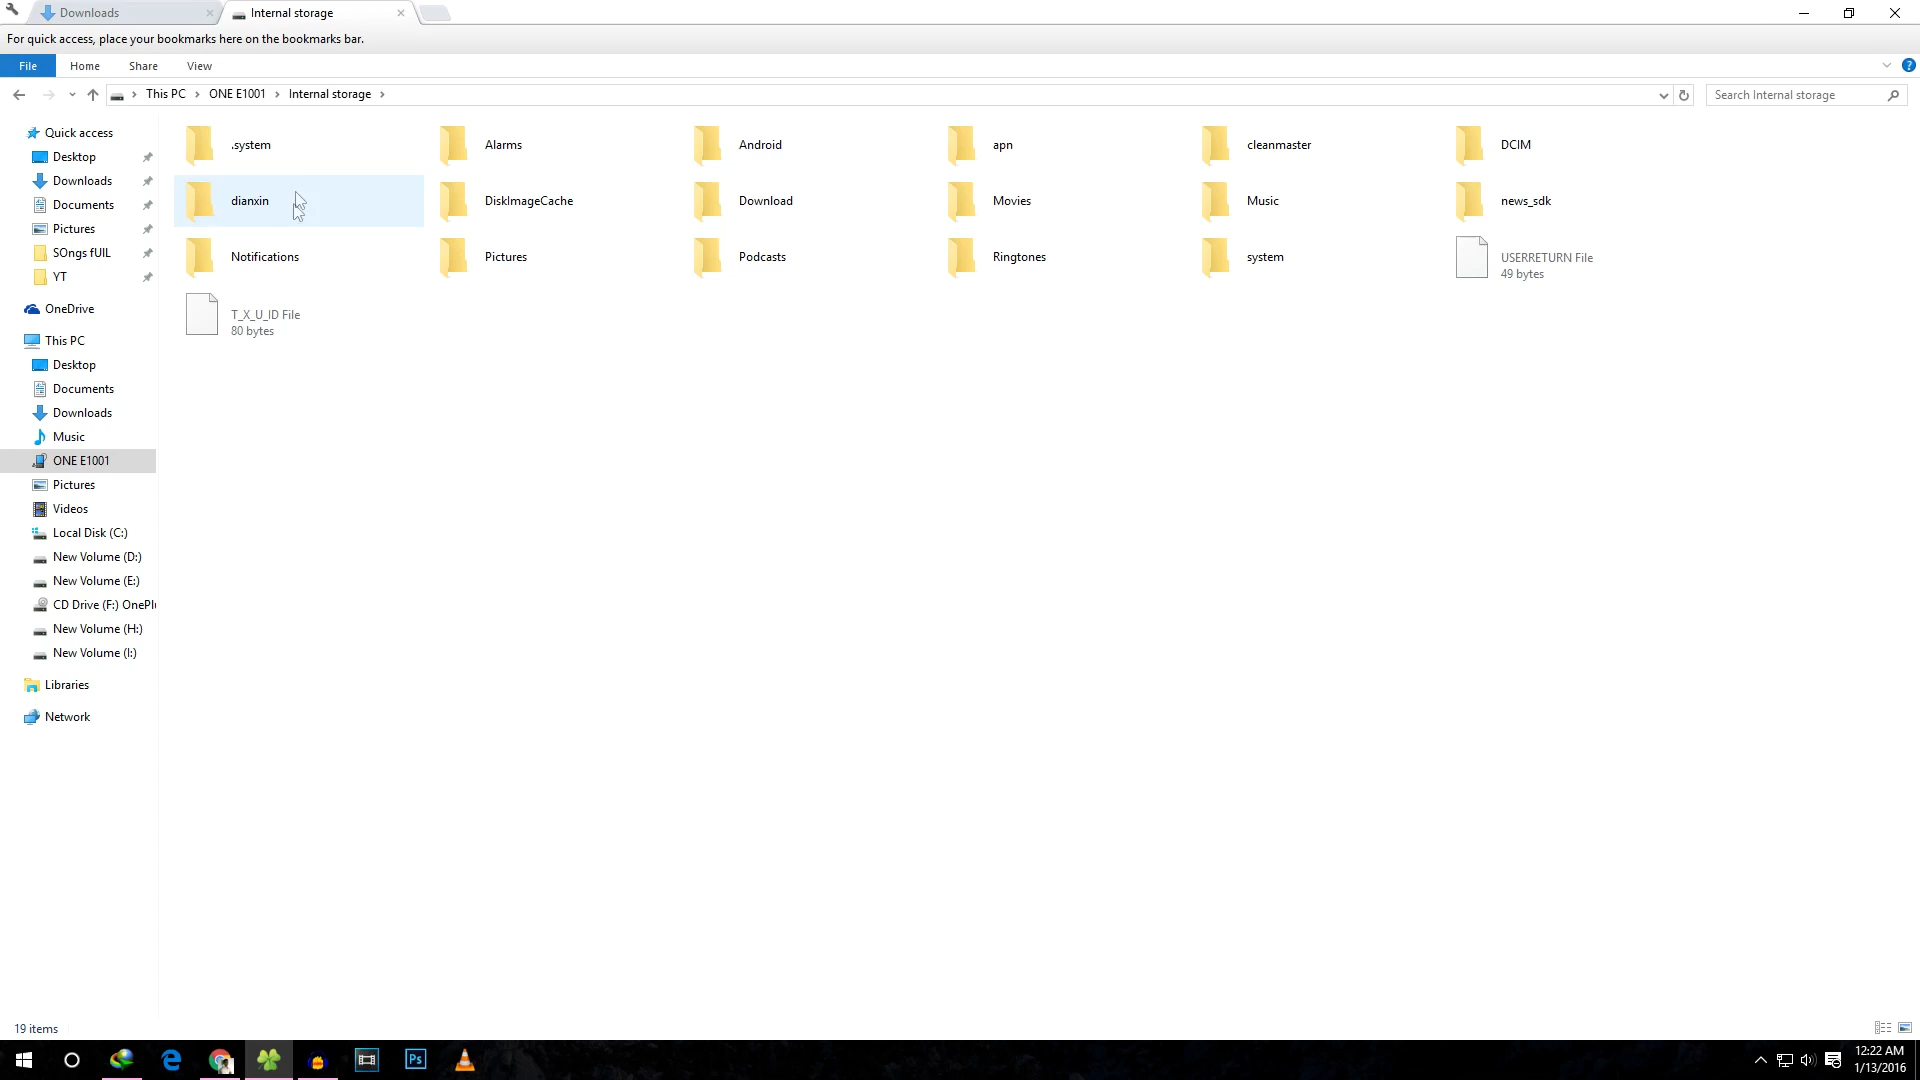 Downloads
Internal storage
For quick access, place your bookmarks here on the bookmarks bar.
File Home Share View
This PC ONE E1001 Internal storage
Search Internal storage
Quick access
Desktop
Downloads
Documents
Pictures
SOngs fUIL
YT
OneDrive
This PC
Desktop
Documents
Downloads
Music
ONE E1001
Pictures
Videos
Local Disk (C:)
New Volume (D:)
New Volume (E:)
CD Drive (F:) OnePl
New Volume (H:)
New Volume (I:)
Libraries
Network
.system Alarms Android apn cleanmaster DCIM
dianxin DiskImageCache Download Movies Music news_sdk
Notifications Pictures Podcasts Ringtones system USERRETURN File
49 bytes
T_X_U_ID File
80 bytes
19 items
Ps
12:22 AM
1/13/2016